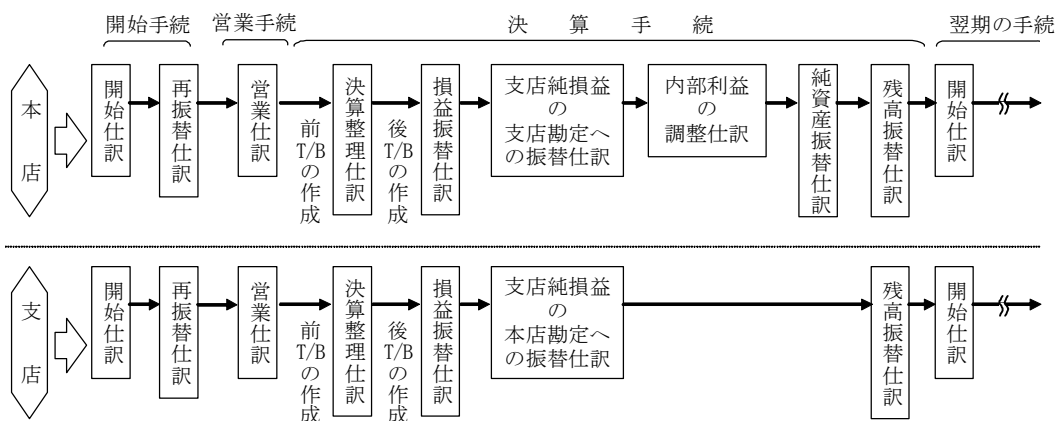 開始手続 営業手続 決算手続 翌期の手続
本店
開始仕訳
再振替仕訳
営業仕訳
前T/Bの作成
決算整理仕訳
後T/Bの作成
損益振替仕訳
支店純損益
の
支店勘定へ
の振替仕訳
内部利益
の
調整仕訳
純資産振替仕訳
残高振替仕訳
開始仕訳
支店
開始仕訳
再振替仕訳
営業仕訳
前T/Bの作成
決算整理仕訳
後T/Bの作成
損益振替仕訳
支店純損益
の
本店勘定へ
の振替仕訳
残高振替仕訳
開始仕訳